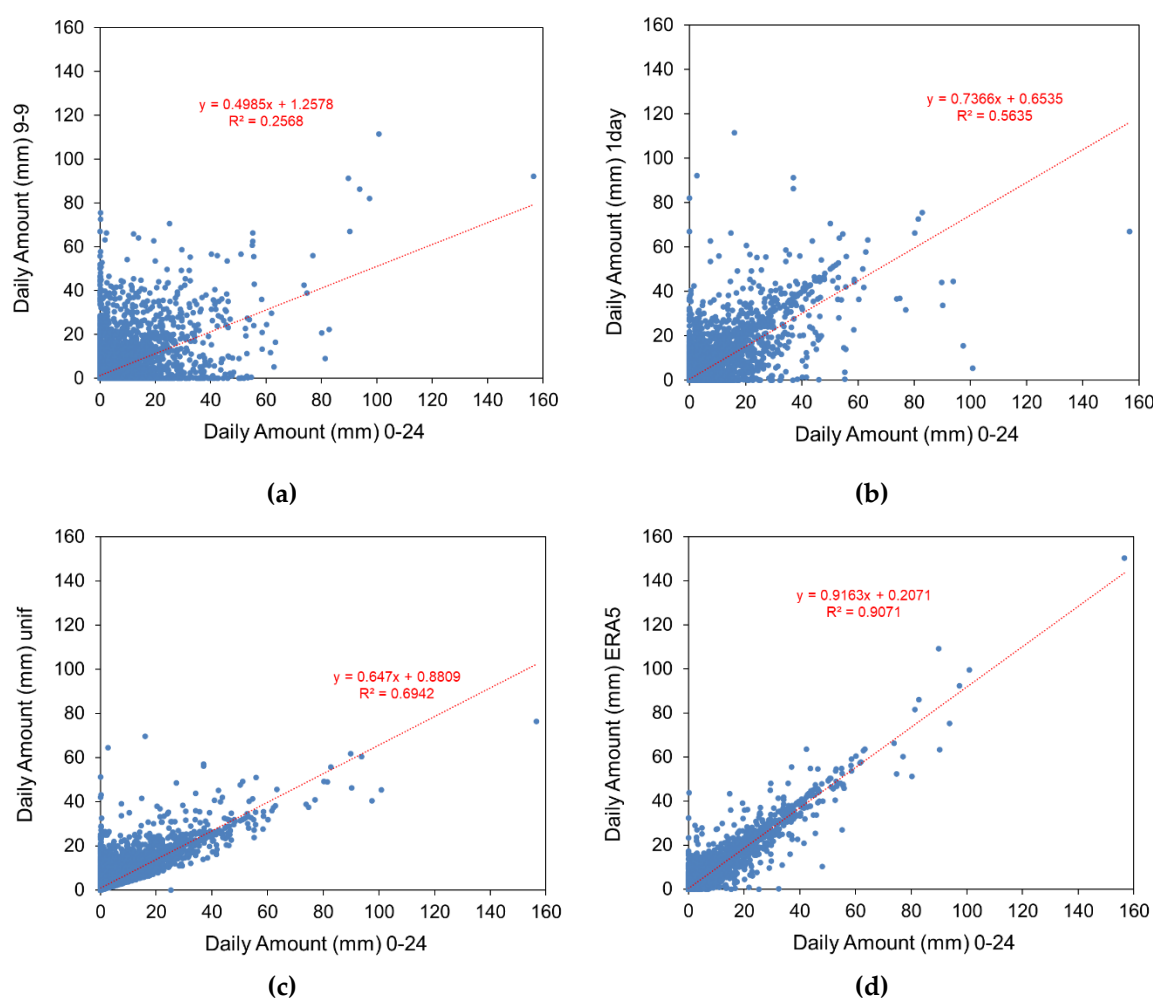 160
140
120
100
80
60
40
20
0
Daily Amount (mm) 9-9
y = 0.4985x + 1.2578
R² = 0.2568
0 20 40 60 80 100 120 140 160
Daily Amount (mm) 0-24
(a)
160
140
120
100
80
60
40
20
0
Daily Amount (mm) 1day
y = 0.7366x + 0.6535
R² = 0.5635
0 20 40 60 80 100 120 140 160
Daily Amount (mm) 0-24
(b)
160
140
120
100
80
60
40
20
0
Daily Amount (mm) unif
y = 0.647x + 0.8809
R² = 0.6942
0 20 40 60 80 100 120 140 160
Daily Amount (mm) 0-24
(c)
160
140
120
100
80
60
40
20
0
Daily Amount (mm) ERA5
y = 0.9163x + 0.2071
R² = 0.9071
0 20 40 60 80 100 120 140 160
Daily Amount (mm) 0-24
(d)